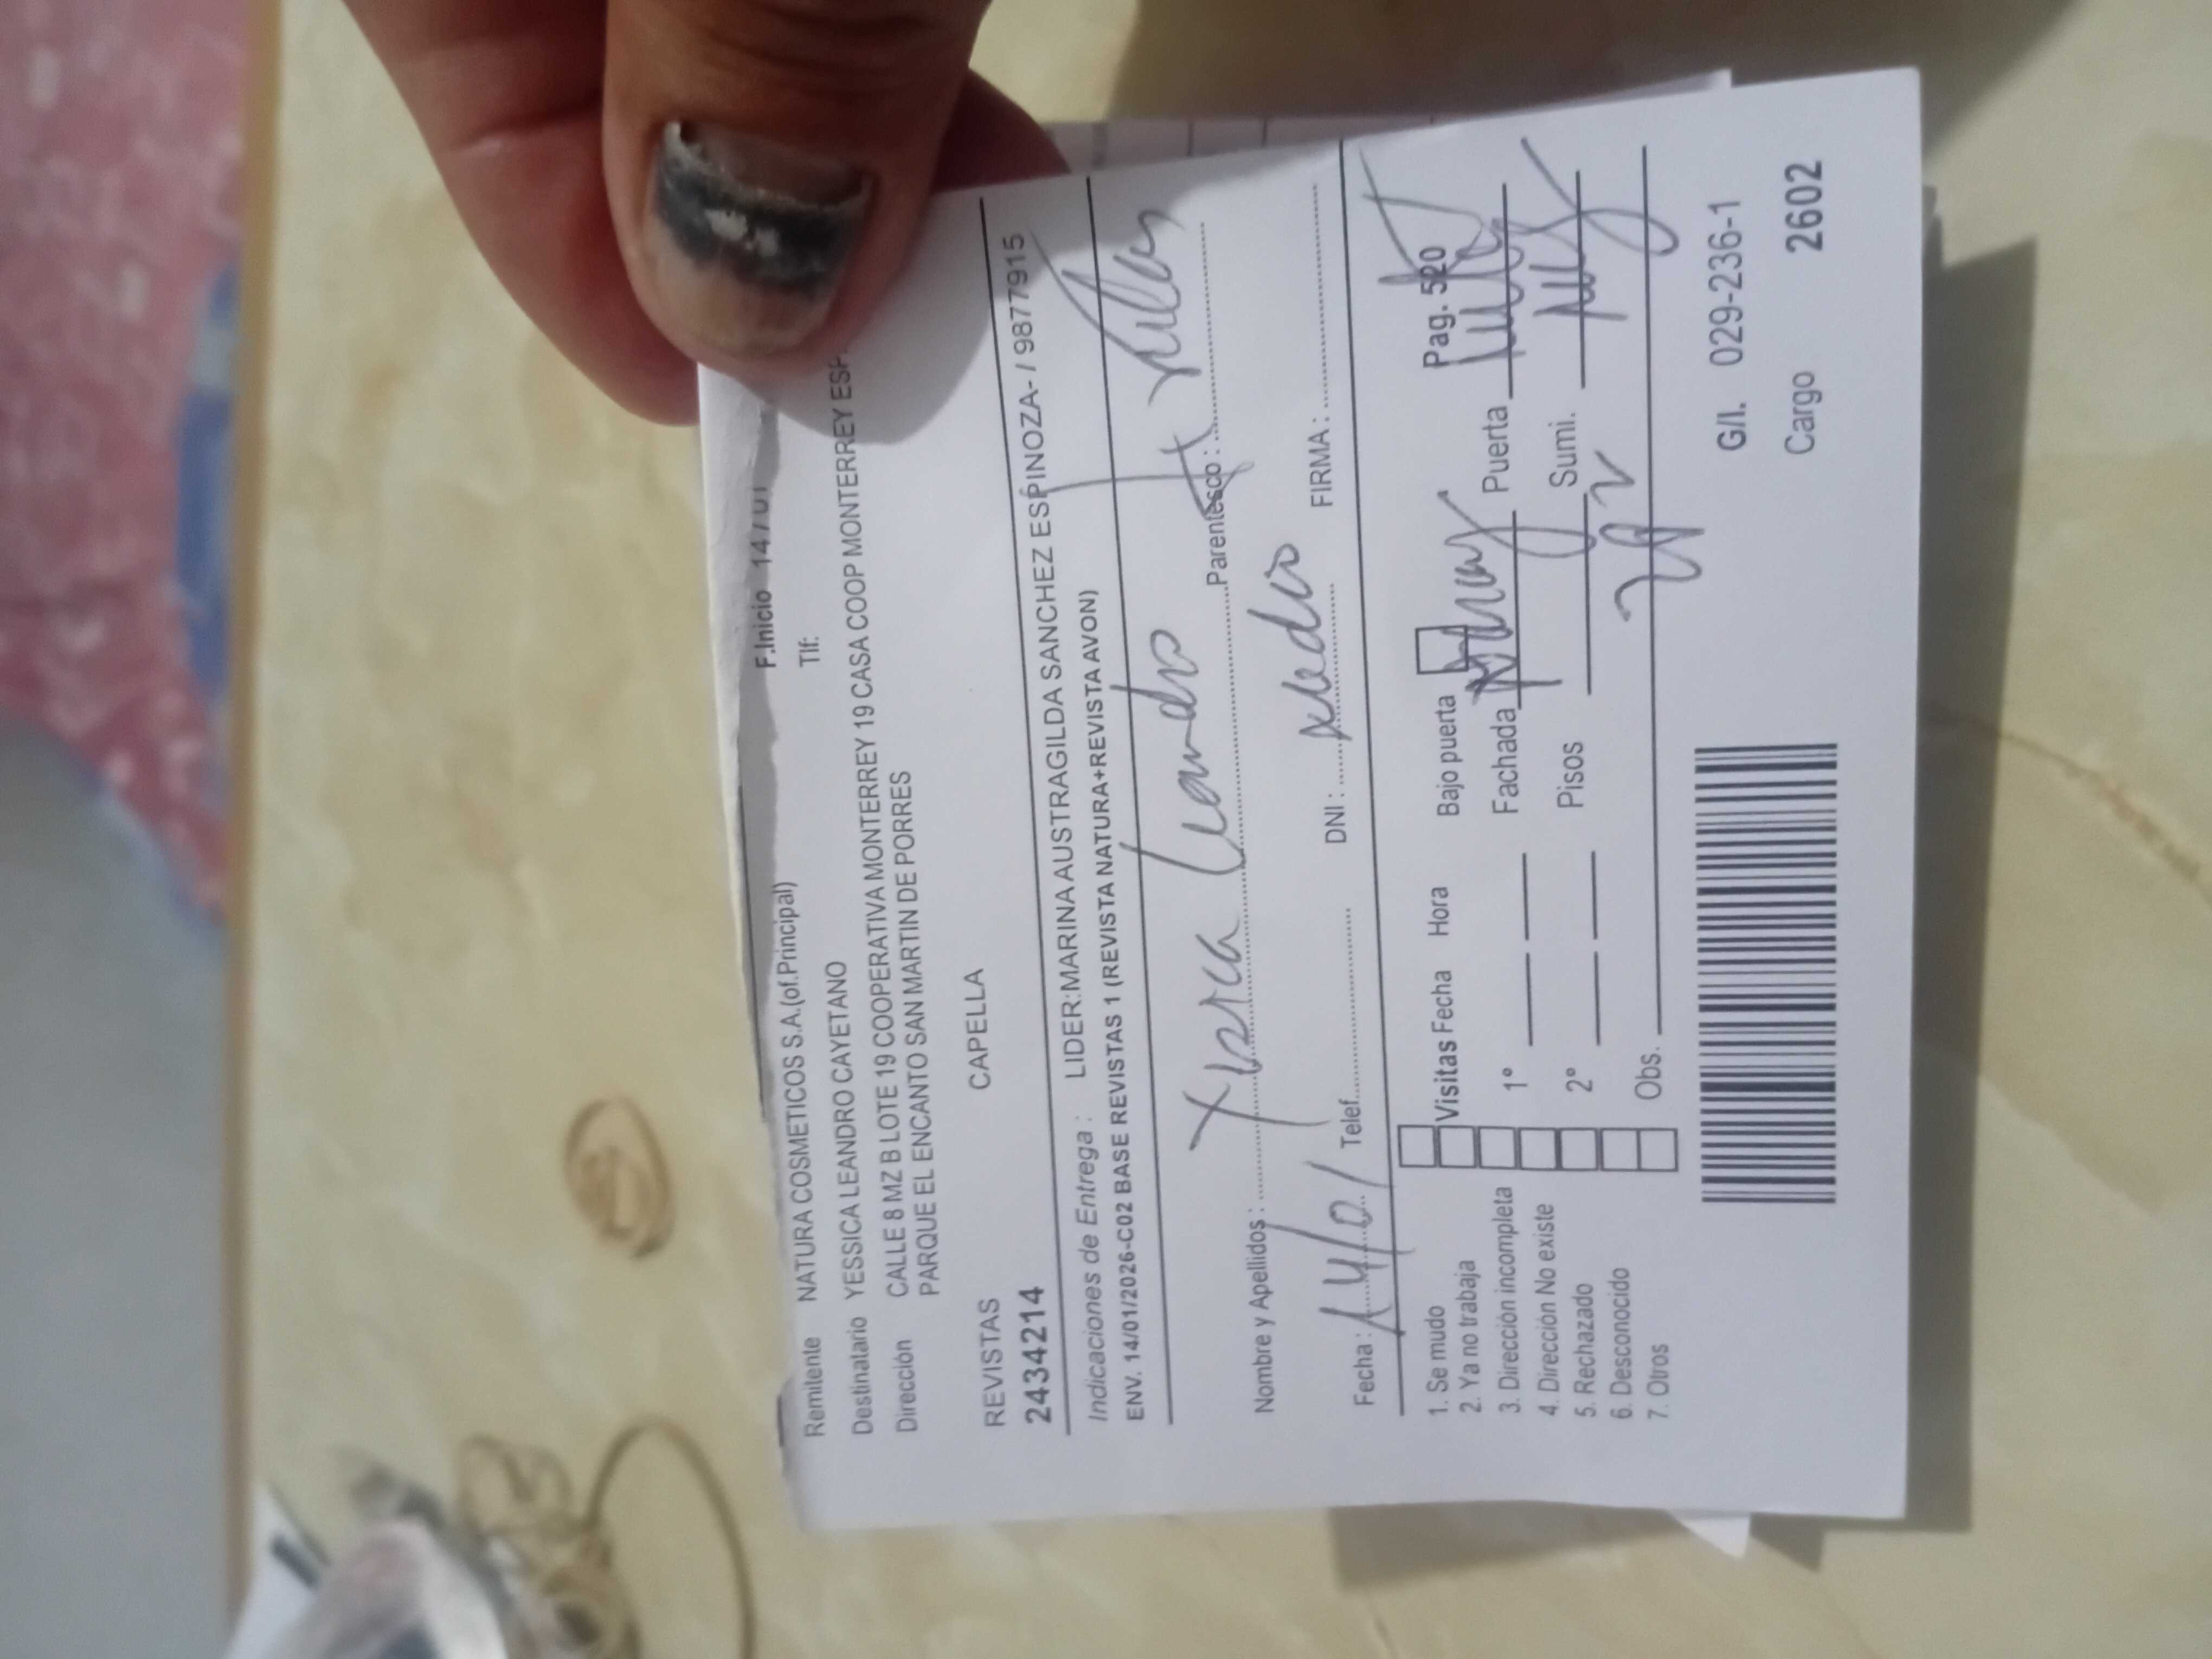 F.Inicio 14/01
Remitente NATURA COSMETICOS S.A.(of.Principal) Tlf:
Destinatario YESSICA LEANDRO CAYETANO
Dirección CALLE 8 MZ B LOTE 19 COOPERATIVA MONTERREY 19 CASA COOP MONTERREY ESP
PARQUE EL ENCANTO SAN MARTIN DE PORRES
REVISTAS CAPELLA
2434214
Indicaciones de Entrega : LIDER:MARINA AUSTRAGILDA SANCHEZ ESPINOZA- / 9877915
ENV. 14/01/2026-C02 BASE REVISTAS 1 (REVISTA NATURA+REVISTA AVON)
Nombre y Apellidos : Leandro Parentesco :
Fecha : 14/01 Telef. DNI : FIRMA :
1. Se mudo
2. Ya no trabaja
3. Dirección incompleta
4. Dirección No existe
5. Rechazado
6. Desconocido
7. Otros
Visitas Fecha Hora Bajo puerta Pag. 520
1° Fachada Puerta
2° Pisos Sumi.
Obs.
G/I. 029-236-1
Cargo 2602